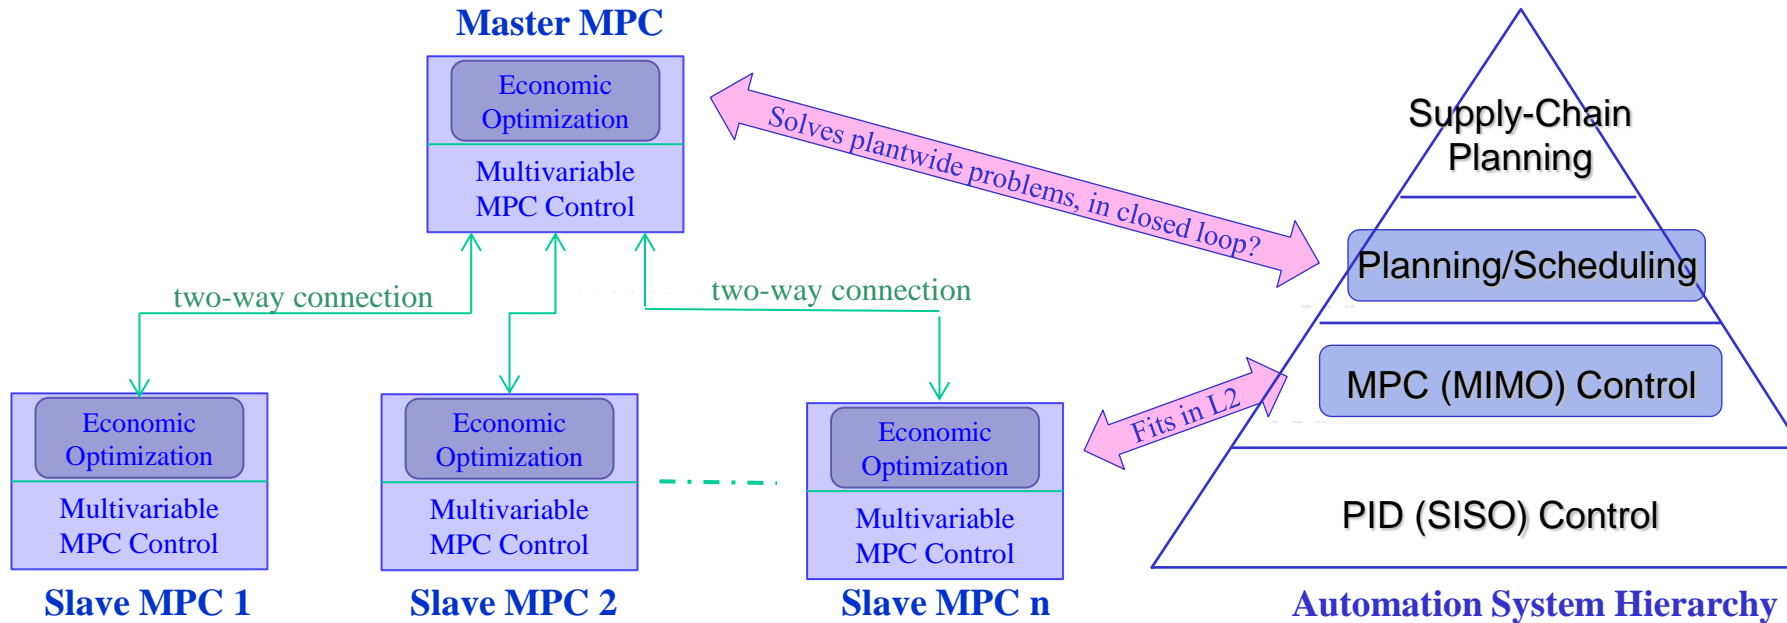 Master MPC
Economic
Optimization
Multivariable
MPC Control
two-way connection
two-way connection
Economic
Optimization
Multivariable
MPC Control
Slave MPC 1
Economic
Optimization
Multivariable
MPC Control
Slave MPC 2
Economic
Optimization
Multivariable
MPC Control
Slave MPC n
Solves plantwide problems, in closed loop?
Fits in L2
Supply-Chain
Planning
Planning/Scheduling
MPC (MIMO) Control
PID (SISO) Control
Automation System Hierarchy